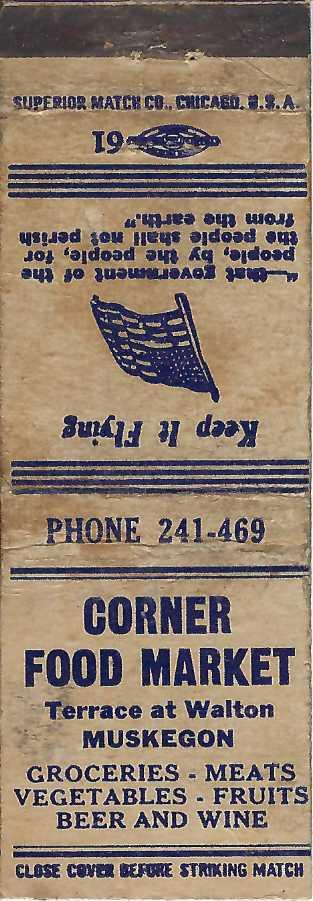 SUPERIOR MATCH CO., CHICAGO, U.S.A.
61
Keep It Flying
"—that government of the
people, by the people, for
the people shall not perish
from the earth."
PHONE 241-469
CORNER
FOOD MARKET
Terrace at Walton
MUSKEGON
GROCERIES - MEATS
VEGETABLES - FRUITS
BEER AND WINE
CLOSE COVER BEFORE STRIKING MATCH